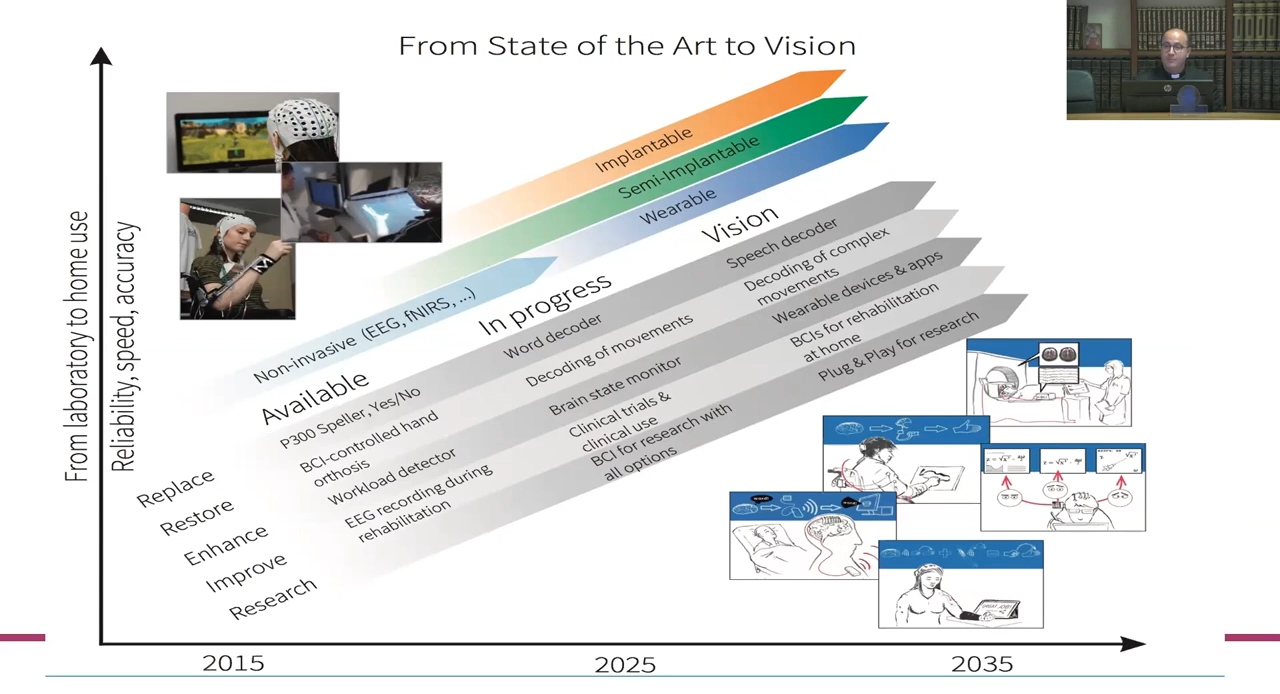 From State of the Art to Vision
From laboratory to home use
Reliability, speed, accuracy
Implantable
Semi-Implantable
Wearable
Non-invasive (EEG, fNIRS, ...)
Available
In progress
Vision
Replace
P300 Speller, Yes/No
Word decoder
Speech decoder
Restore
BCI-controlled hand
orthosis
Decoding of movements
Decoding of complex
movements
Enhance
Workload detector
Brain state monitor
Wearable devices & apps
Improve
EEG recording during
rehabilitation
Clinical trials &
clinical use
BCIs for rehabilitation
at home
Research
BCI for research with
all options
Plug & Play for research
2015
2025
2035